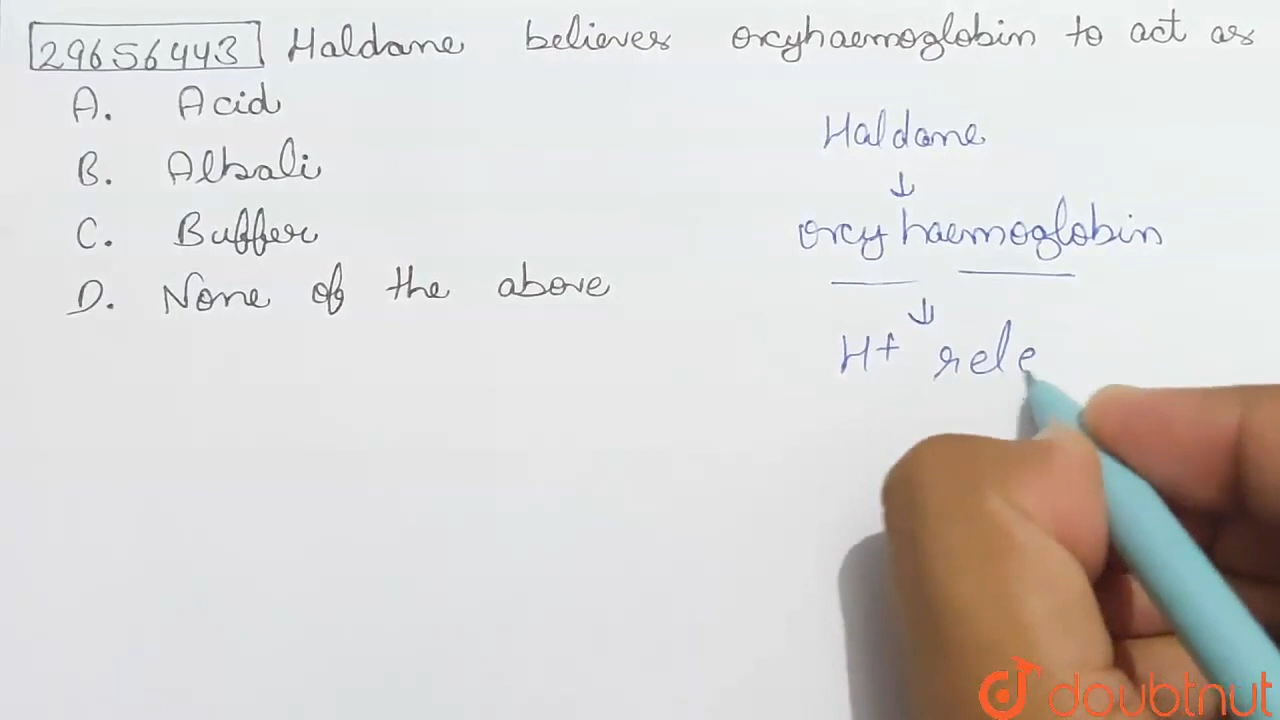 29656443 Haldane believes oxyhaemoglobin to act as
A. Acid
B. Alkali
C. Buffer
D. None of the above
Haldane
↓
oxyhaemoglobin
↓
H+ rele
doubtnut